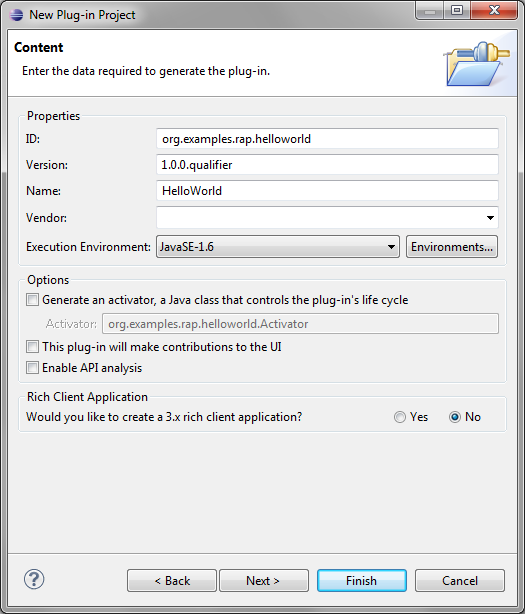 New Plug-in Project
Content
Enter the data required to generate the plug-in.
Properties
ID: org.examples.rap.helloworld
Version: 1.0.0.qualifier
Name: HelloWorld
Vendor:
Execution Environment: JavaSE-1.6 Environments...
Options
Generate an activator, a Java class that controls the plug-in's life cycle
Activator: org.examples.rap.helloworld.Activator
This plug-in will make contributions to the UI
Enable API analysis
Rich Client Application
Would you like to create a 3.x rich client application? Yes No
? < Back Next > Finish Cancel